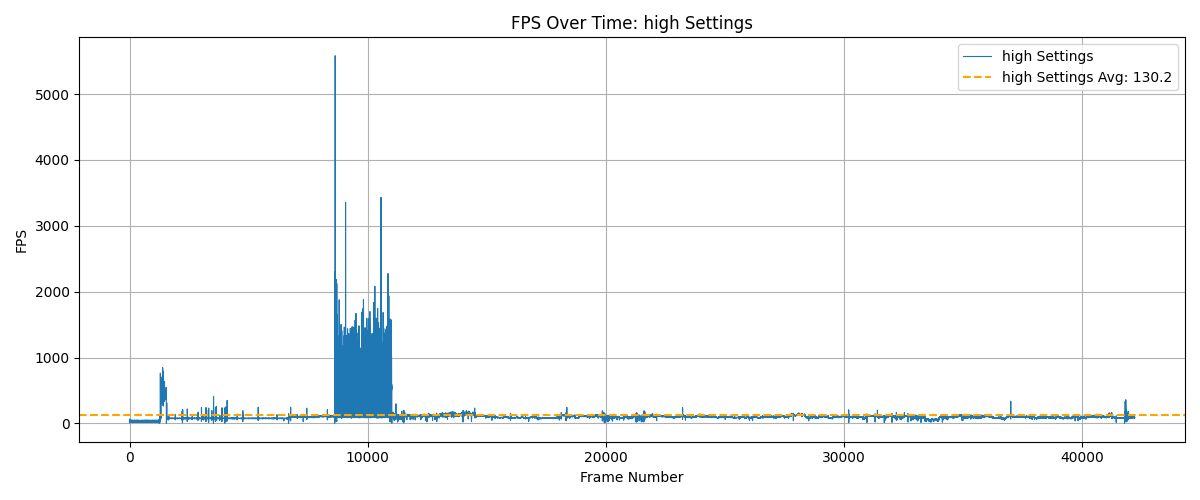 FPS Over Time: high Settings
high Settings
high Settings Avg: 130.2
FPS
5000
4000
3000
2000
1000
0
0 10000 20000 30000 40000
Frame Number